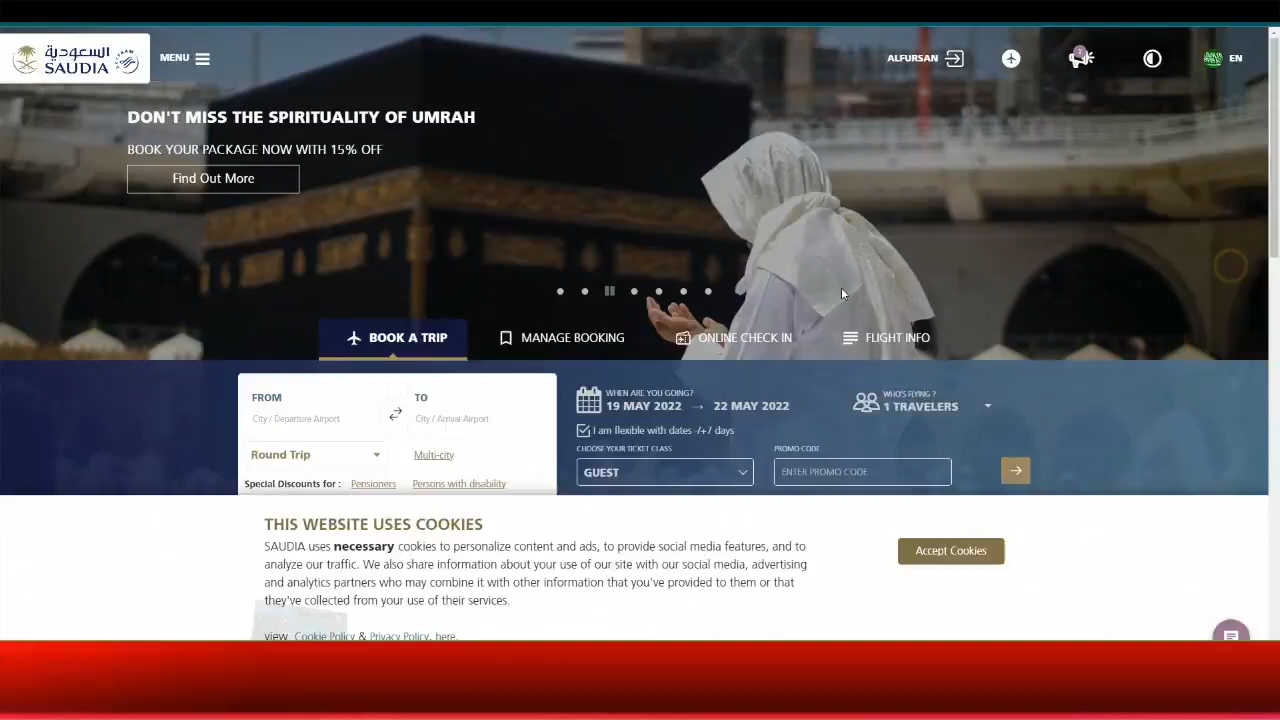 السعودية
SAUDIA
MENU
ALFURSAN
1
EN
DON'T MISS THE SPIRITUALITY OF UMRAH
BOOK YOUR PACKAGE NOW WITH 15% OFF
Find Out More
BOOK A TRIP
MANAGE BOOKING
ONLINE CHECK IN
FLIGHT INFO
FROM
City / Departure Airport
TO
City / Arrival Airport
Round Trip
Multi-city
Special Discounts for : Pensioners Persons with disability
WHEN ARE YOU GOING?
19 MAY 2022 → 22 MAY 2022
I am flexible with dates -/+7 days
CHOOSE YOUR TICKET CLASS
GUEST
PROMO CODE
ENTER PROMO CODE
WHO'S FLYING ?
1 TRAVELERS
THIS WEBSITE USES COOKIES
SAUDIA uses necessary cookies to personalize content and ads, to provide social media features, and to
analyze our traffic. We also share information about your use of our site with our social media, advertising
and analytics partners who may combine it with other information that you've provided to them or that
they've collected from your use of their services.
view Cookie Policy & Privacy Policy. here.
Accept Cookies